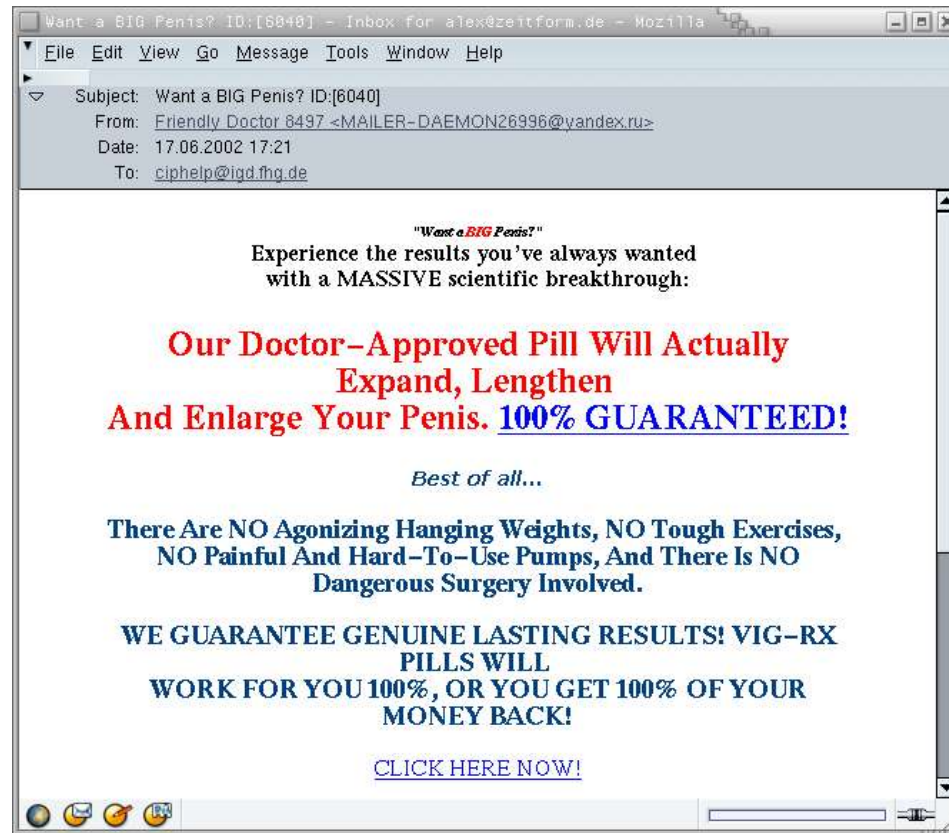 Want a BIG Penis? ID:[6040] - Inbox for alex@zeitform.de - Mozilla
File Edit View Go Message Tools Window Help
Subject: Want a BIG Penis? ID:[6040]
From: Friendly Doctor 8497 <MAILER-DAEMON26996@yandex.ru>
Date: 17.06.2002 17:21
To: ciphelp@igd.fhg.de
"Want a BIG Penis?"
Experience the results you've always wanted
with a MASSIVE scientific breakthrough:
Our Doctor-Approved Pill Will Actually
Expand, Lengthen
And Enlarge Your Penis. 100% GUARANTEED!
Best of all...
There Are NO Agonizing Hanging Weights, NO Tough Exercises,
NO Painful And Hard-To-Use Pumps, And There Is NO
Dangerous Surgery Involved.
WE GUARANTEE GENUINE LASTING RESULTS! VIG-RX
PILLS WILL
WORK FOR YOU 100%, OR YOU GET 100% OF YOUR
MONEY BACK!
CLICK HERE NOW!